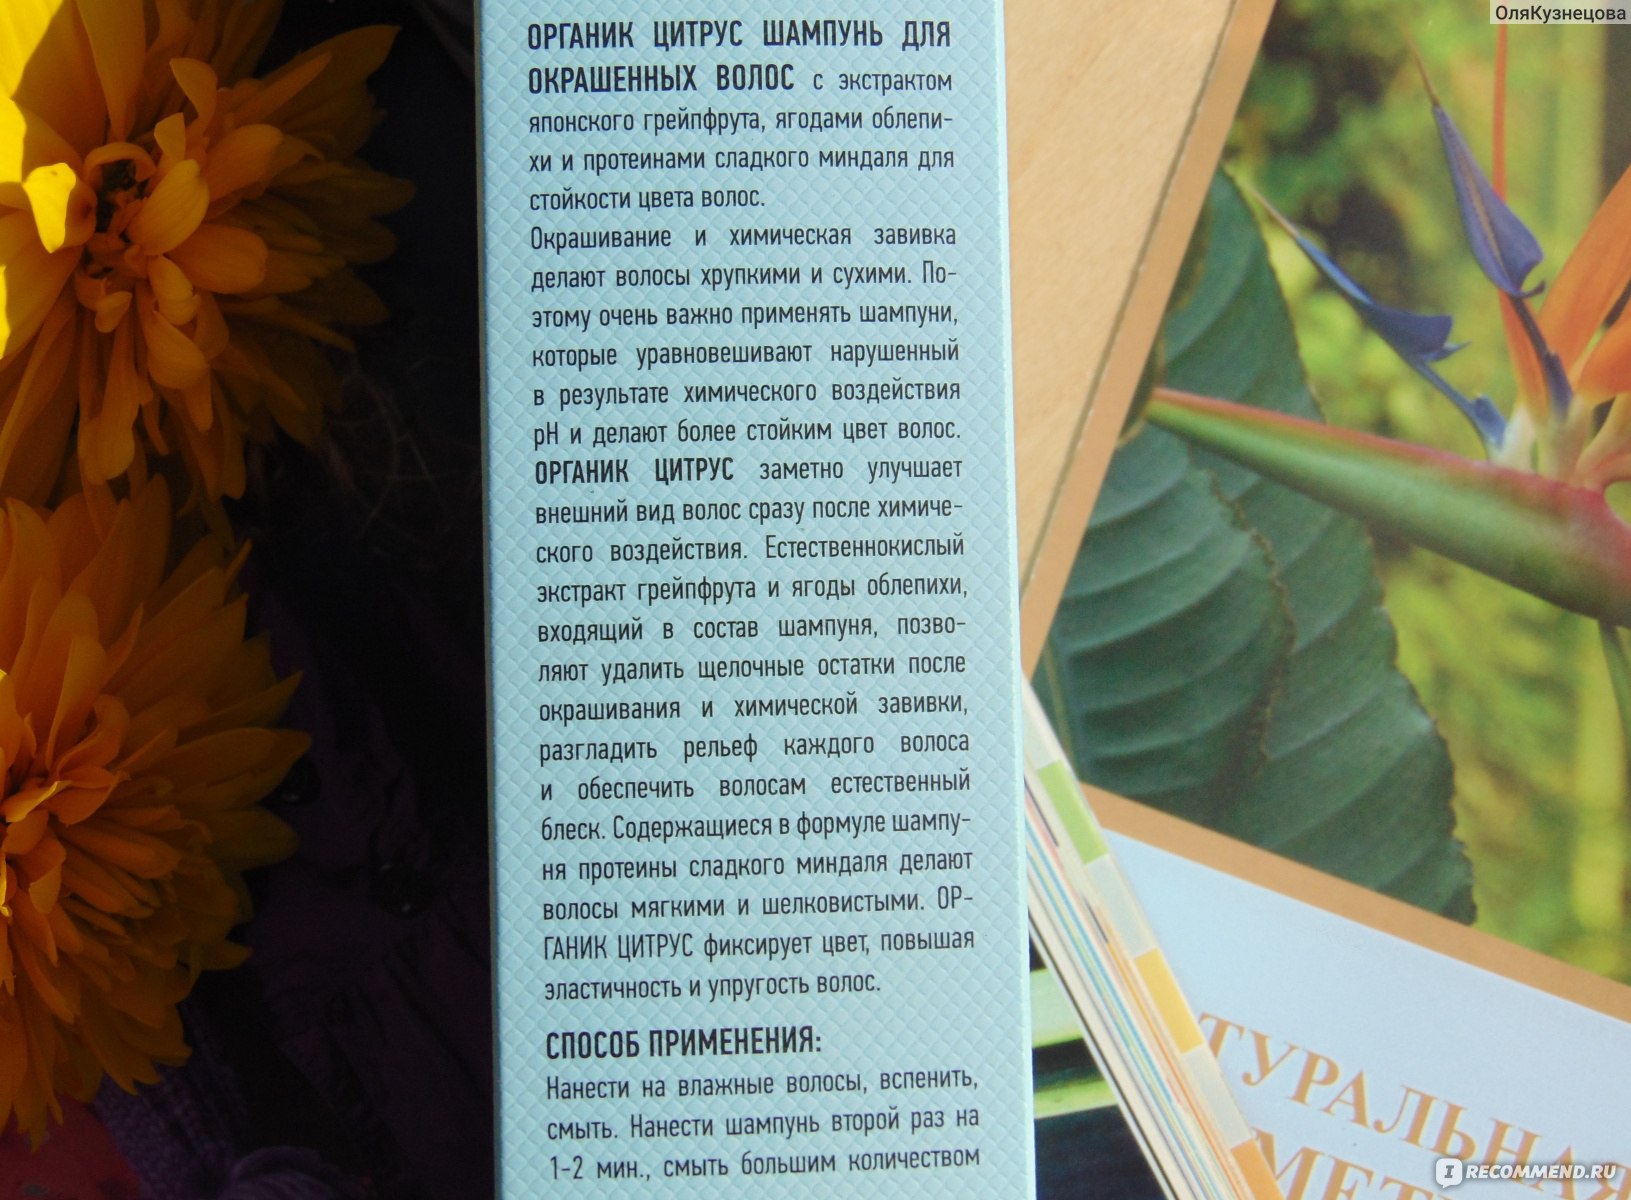 ОляКузнецова
ОРГАНИК ЦИТРУС ШАМПУНЬ ДЛЯ
ОКРАШЕННЫХ ВОЛОС с экстрактом
японского грейпфрута, ягодами облепи-
хи и протеинами сладкого миндаля для
стойкости цвета волос.
Окрашивание и химическая завивка
делают волосы хрупкими и сухими. По-
этому очень важно применять шампуни,
которые уравновешивают нарушенный
в результате химического воздействия
pH и делают более стойким цвет волос.
ОРГАНИК ЦИТРУС заметно улучшает
внешний вид волос сразу после химиче-
ского воздействия. Естественнокислый
экстракт грейпфрута и ягоды облепихи,
входящий в состав шампуня, позво-
ляют удалить щелочные остатки после
окрашивания и химической завивки,
разгладить рельеф каждого волоса
и обеспечить волосам естественный
блеск. Содержащиеся в формуле шампу-
ня протеины сладкого миндаля делают
волосы мягкими и шелковистыми. ОР-
ГАНИК ЦИТРУС фиксирует цвет, повышая
эластичность и упругость волос.
СПОСОБ ПРИМЕНЕНИЯ:
Нанести на влажные волосы, вспенить,
смыть. Нанести шампунь второй раз на
1-2 мин., смыть большим количеством
ТУРАЛЬНАЯ
МЕТ
IRECOMMEND.RU